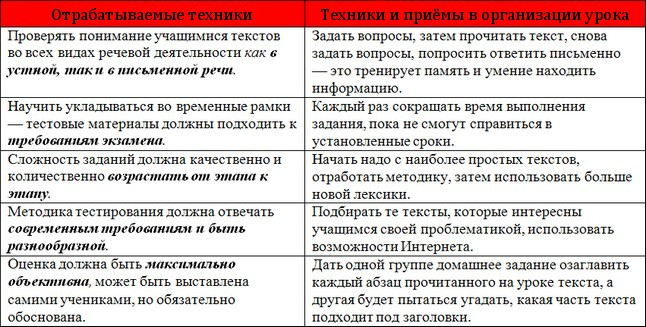 Отрабатываемые техники
Техники и приёмы в организации урока
Проверять понимание учащимися текстов
во всех видах речевой деятельности как в
устной, так и в письменной речи.
Задать вопросы, затем прочитать текст, снова
задать вопросы, попросить ответить письменно
— это тренирует память и умение находить
информацию.
Научить укладываться во временные рамки
— тестовые материалы должны подходить к
требованиям экзамена.
Каждый раз сокращать время выполнения
задания, пока не смогут справиться в
установленные сроки.
Сложность заданий должна качественно и
количественно возрастать от этапа к
этапу.
Начать надо с наиболее простых текстов,
отработать методику, затем использовать больше
новой лексики.
Методика тестирования должна отвечать
современным требованиям и быть
разнообразной.
Подбирать те тексты, которые интересны
учащимся своей проблематикой, использовать
возможности Интернета.
Оценка должна быть максимально
объективна, может быть выставлена
самими учениками, но обязательно
обоснована.
Дать одной группе домашнее задание озаглавить
каждый абзац прочитанного на уроке текста, а
другая будет пытаться угадать, какая часть текста
подходит под заголовки.